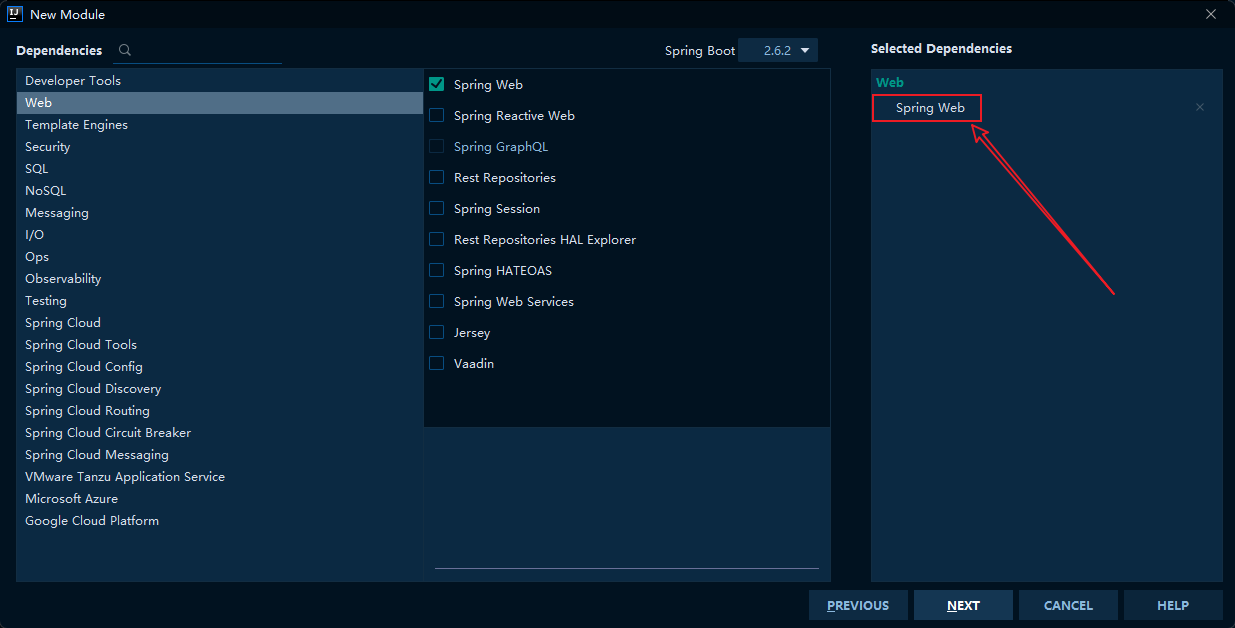 New Module
Dependencies
Spring Boot 2.6.2
Developer Tools
Web
Template Engines
Security
SQL
NoSQL
Messaging
I/O
Ops
Observability
Testing
Spring Cloud
Spring Cloud Tools
Spring Cloud Config
Spring Cloud Discovery
Spring Cloud Routing
Spring Cloud Circuit Breaker
Spring Cloud Messaging
VMware Tanzu Application Service
Microsoft Azure
Google Cloud Platform
Spring Web
Spring Reactive Web
Spring GraphQL
Rest Repositories
Spring Session
Rest Repositories HAL Explorer
Spring HATEOAS
Spring Web Services
Jersey
Vaadin
Selected Dependencies
Web
Spring Web
PREVIOUS
NEXT
CANCEL
HELP